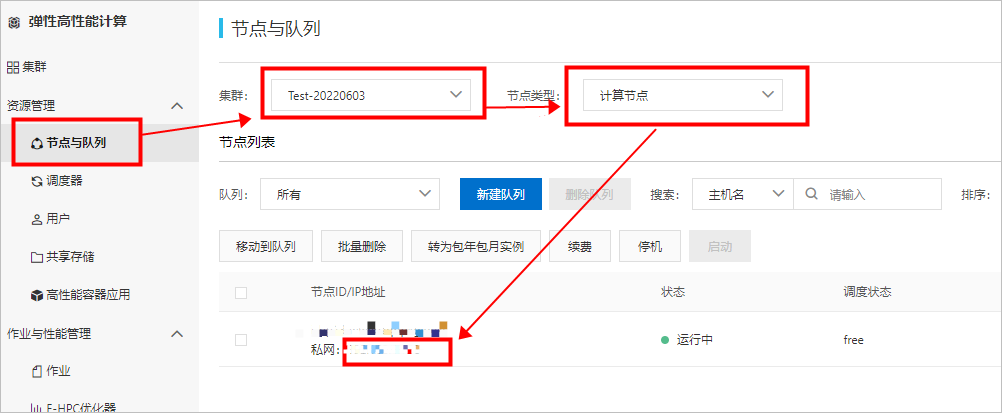 弹性高性能计算
节点与队列
集群
集群: Test-20220603 节点类型: 计算节点
资源管理
节点与队列
节点列表
调度器
队列: 所有 新建队列 删除队列 搜索: 主机名 请输入 排序:
用户
移动到队列 批量删除 转为包年包月实例 续费 停机 启动
共享存储
高性能容器应用
节点ID/IP地址 状态 调度状态
作业与性能管理
私网: 运行中 free
作业
E-HPC优化器